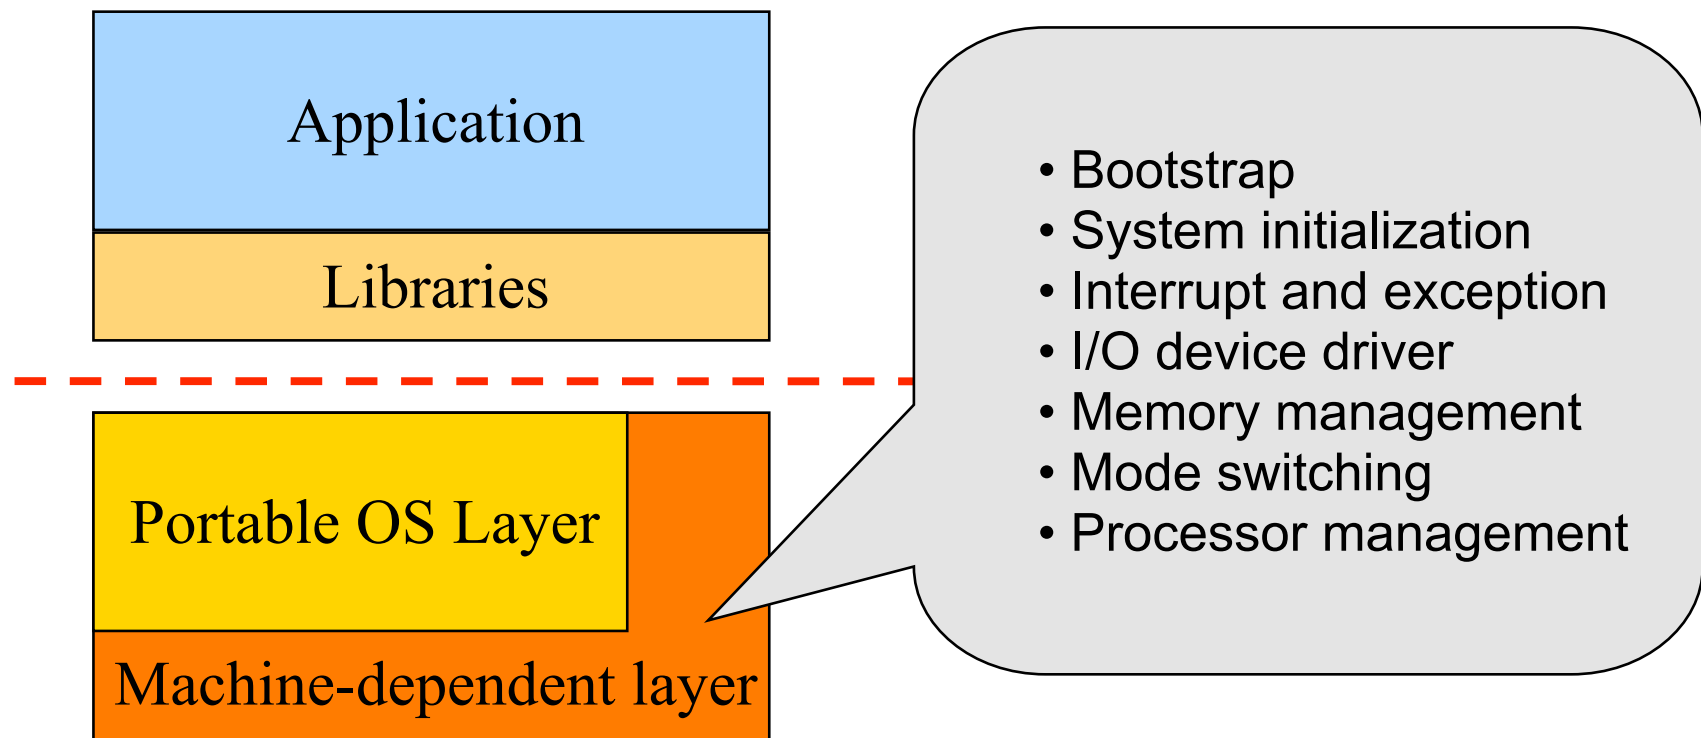 Application
Libraries
Portable OS Layer
Machine-dependent layer
• Bootstrap
• System initialization
• Interrupt and exception
• I/O device driver
• Memory management
• Mode switching
• Processor management